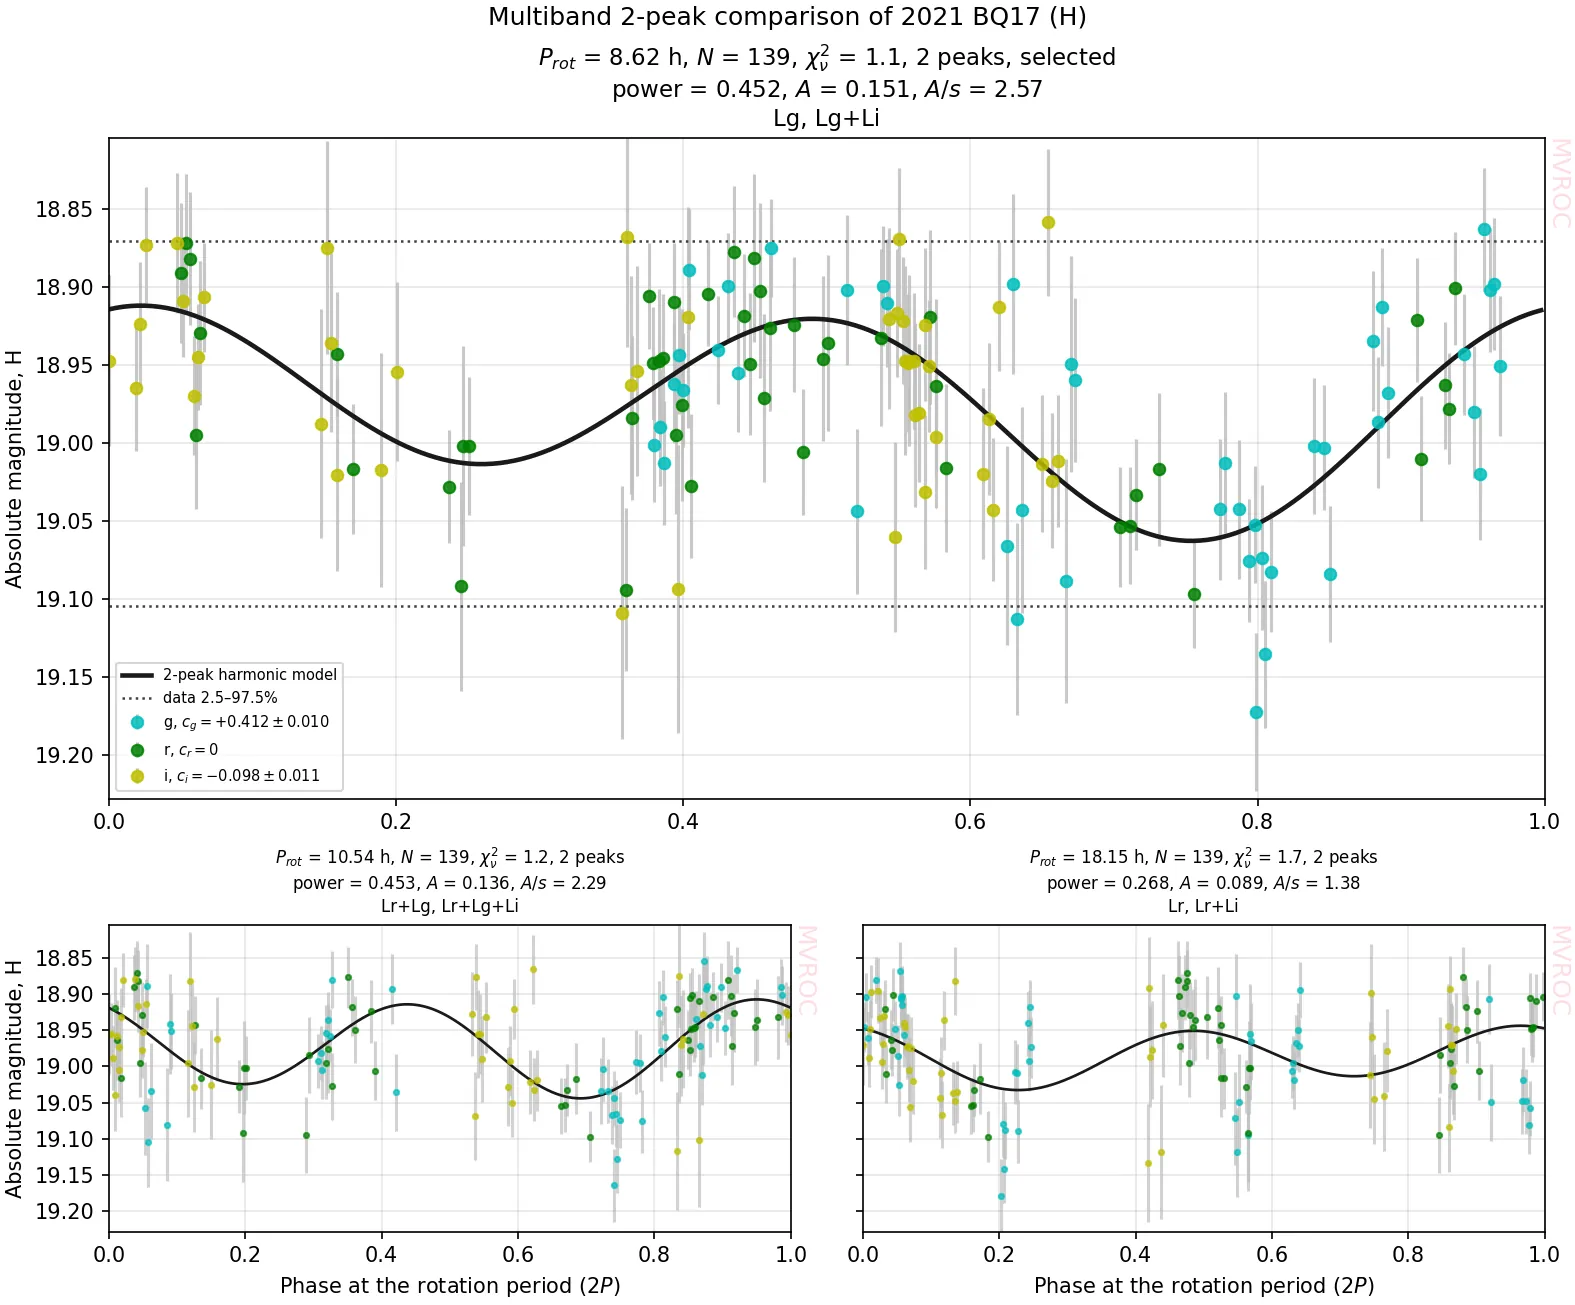 Multiband 2-peak comparison of 2021 BQ17 (H)
P_rot = 8.62 h, N = 139, χ²_ν = 1.1, 2 peaks, selected
power = 0.452, A = 0.151, A/s = 2.57
Lg, Lg+Li
MVROC
Absolute magnitude, H
18.85
18.90
18.95
19.00
19.05
19.10
19.15
19.20
2-peak harmonic model
data 2.5–97.5%
g, c_g = +0.412 ± 0.010
r, c_r = 0
i, c_i = −0.098 ± 0.011
0.0 0.2 0.4 0.6 0.8 1.0
P_rot = 10.54 h, N = 139, χ²_ν = 1.2, 2 peaks
power = 0.453, A = 0.136, A/s = 2.29
Lr+Lg, Lr+Lg+Li
MVROC
Absolute magnitude, H
18.85
18.90
18.95
19.00
19.05
19.10
19.15
19.20
0.0 0.2 0.4 0.6 0.8 1.0
Phase at the rotation period (2P)
P_rot = 18.15 h, N = 139, χ²_ν = 1.7, 2 peaks
power = 0.268, A = 0.089, A/s = 1.38
Lr, Lr+Li
MVROC
0.0 0.2 0.4 0.6 0.8 1.0
Phase at the rotation period (2P)